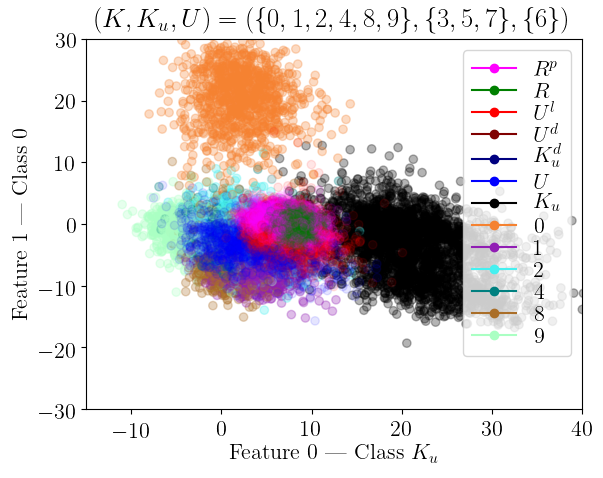 (K, K_u, U) = ({0, 1, 2, 4, 8, 9}, {3, 5, 7}, {6})
30
20
10
0
−10
−20
−30
Feature 1 — Class 0
R^p
R
U^l
U^d
K_u^d
U
K_u
0
1
2
4
8
9
−10
0
10
20
30
40
Feature 0 — Class K_u